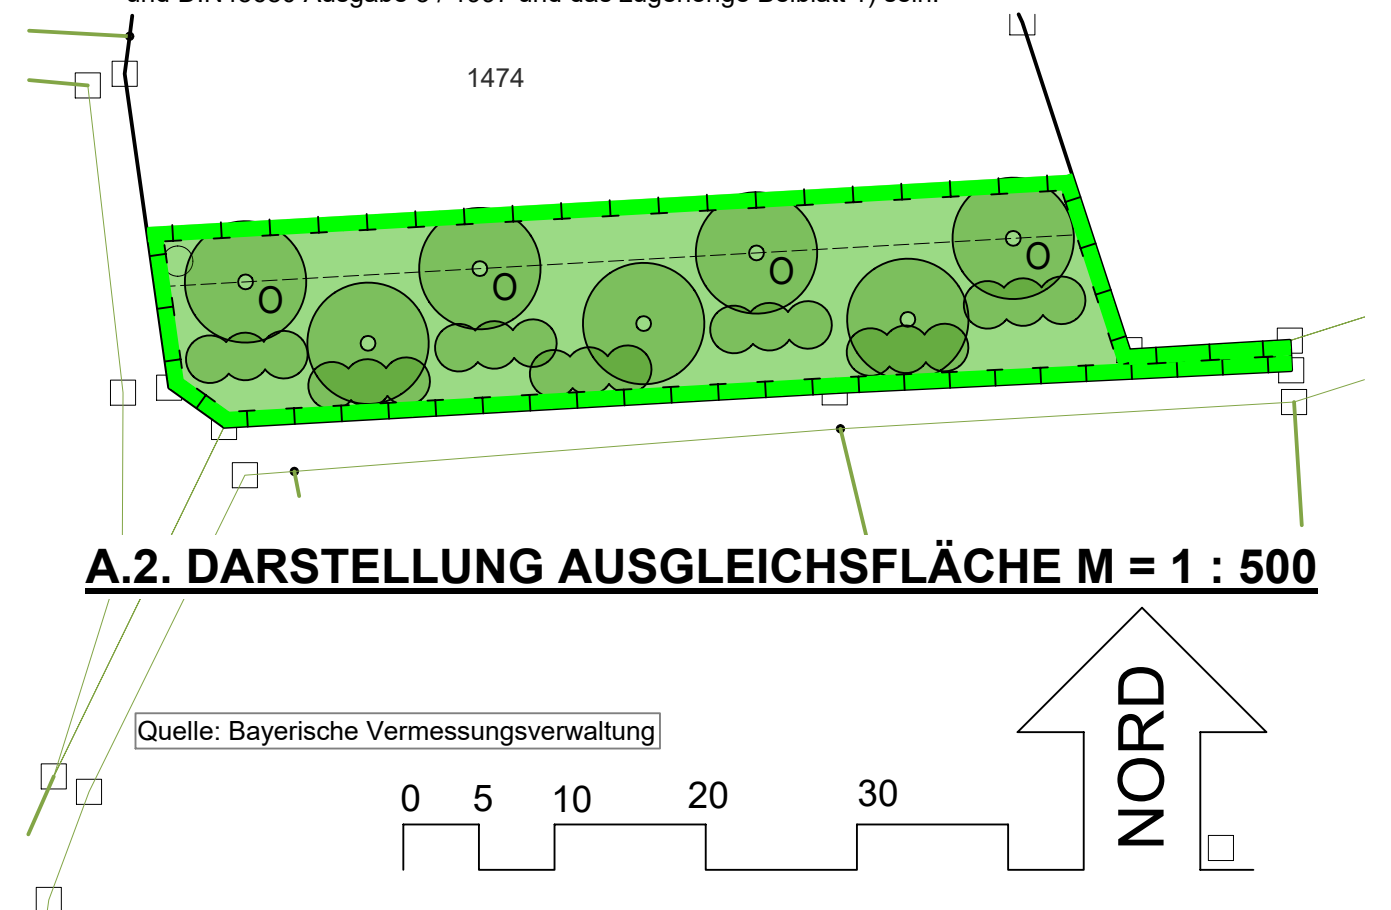 1474
O
O
O
O
A.2. DARSTELLUNG AUSGLEICHSFLÄCHE M = 1 : 500
NORD
Quelle: Bayerische Vermessungsverwaltung
0 5 10 20 30